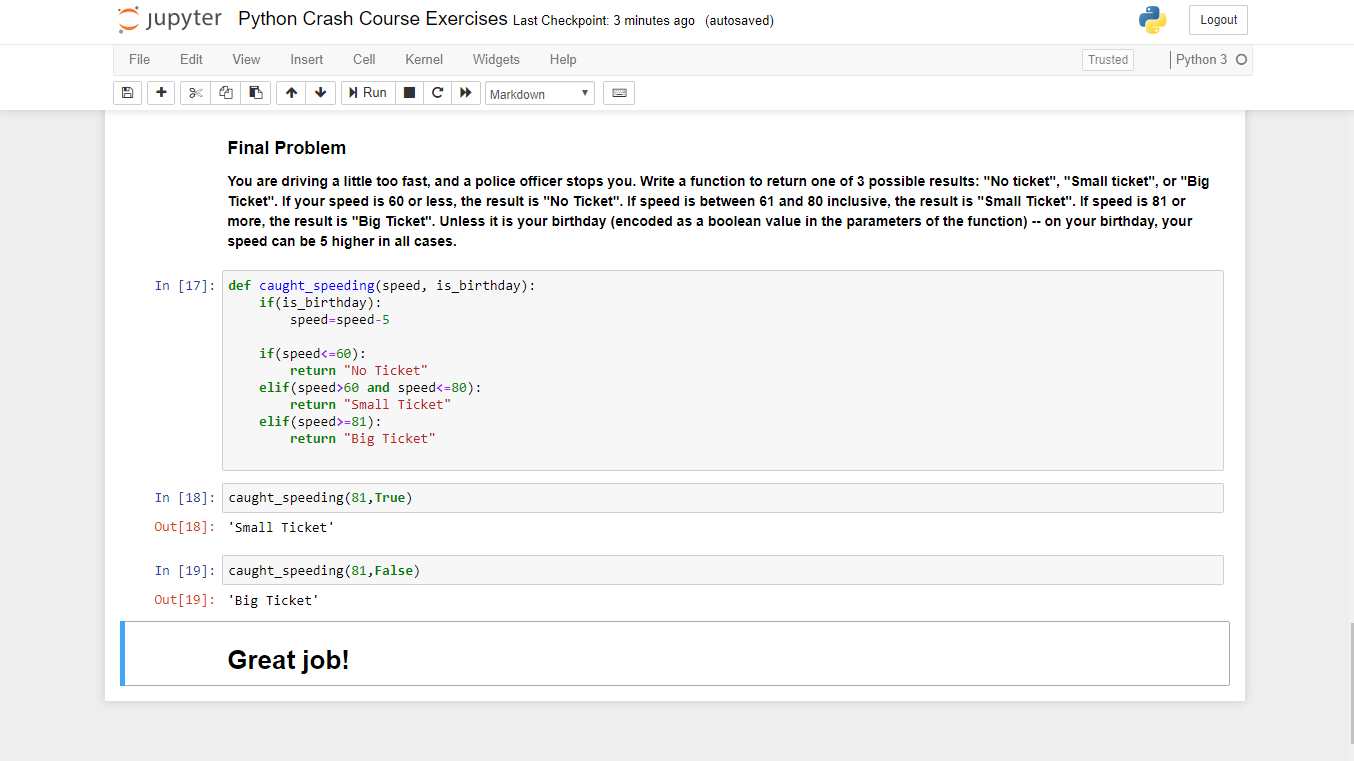 jupyter Python Crash Course Exercises Last Checkpoint: 3 minutes ago (autosaved) Logout
File Edit View Insert Cell Kernel Widgets Help Trusted Python 3
Run Markdown
Final Problem
You are driving a little too fast, and a police officer stops you. Write a function to return one of 3 possible results: "No ticket", "Small ticket", or "Big
Ticket". If your speed is 60 or less, the result is "No Ticket". If speed is between 61 and 80 inclusive, the result is "Small Ticket". If speed is 81 or
more, the result is "Big Ticket". Unless it is your birthday (encoded as a boolean value in the parameters of the function) -- on your birthday, your
speed can be 5 higher in all cases.
In [17]: def caught_speeding(speed, is_birthday):
    if(is_birthday):
        speed=speed-5
    if(speed<=60):
        return "No Ticket"
    elif(speed>60 and speed<=80):
        return "Small Ticket"
    elif(speed>=81):
        return "Big Ticket"
In [18]: caught_speeding(81,True)
Out[18]: 'Small Ticket'
In [19]: caught_speeding(81,False)
Out[19]: 'Big Ticket'
Great job!